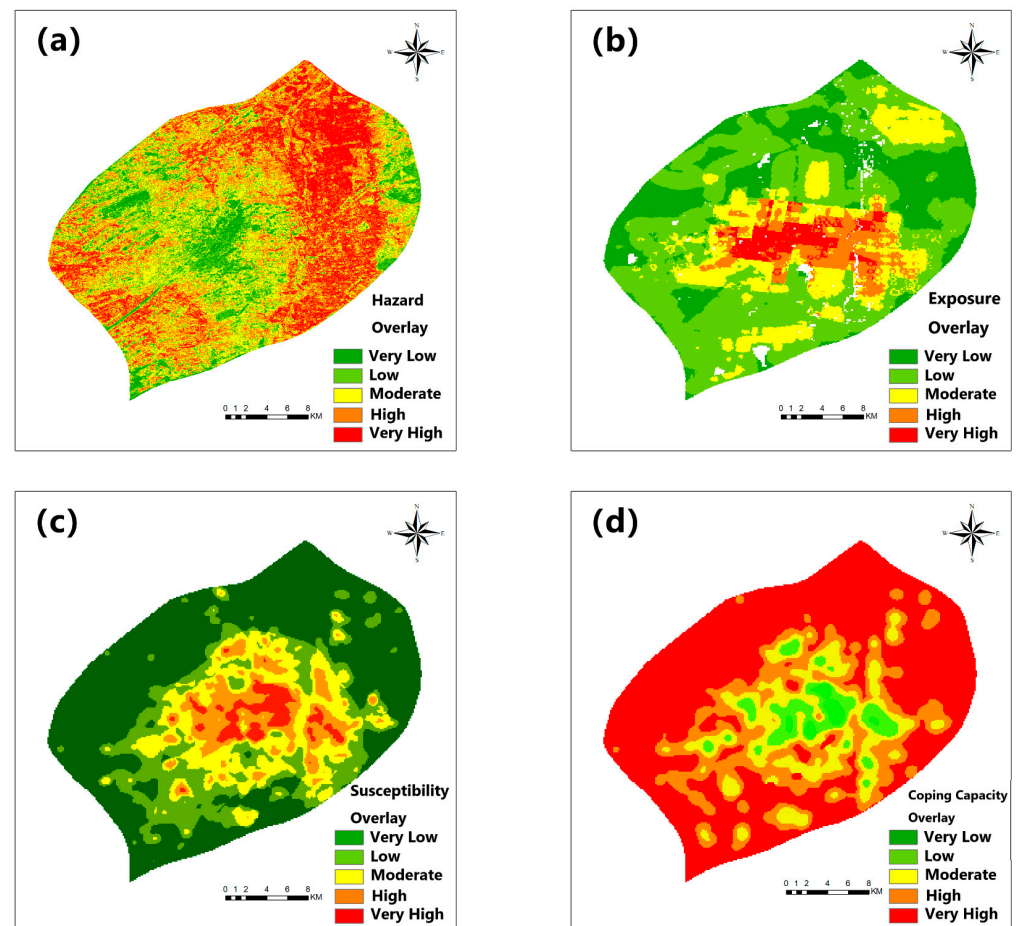 (a)
N
W E
S
Hazard
Overlay
Very Low
Low
Moderate
High
Very High
0 1 2 4 6 8
KM
(b)
N
W E
S
Exposure
Overlay
Very Low
Low
Moderate
High
Very High
0 1 2 4 6 8
KM
(c)
N
W E
S
Susceptibility
Overlay
Very Low
Low
Moderate
High
Very High
0 1 2 4 6 8
KM
(d)
N
W E
S
Coping Capacity
Overlay
Very Low
Low
Moderate
High
Very High
0 1 2 4 6 8
KM